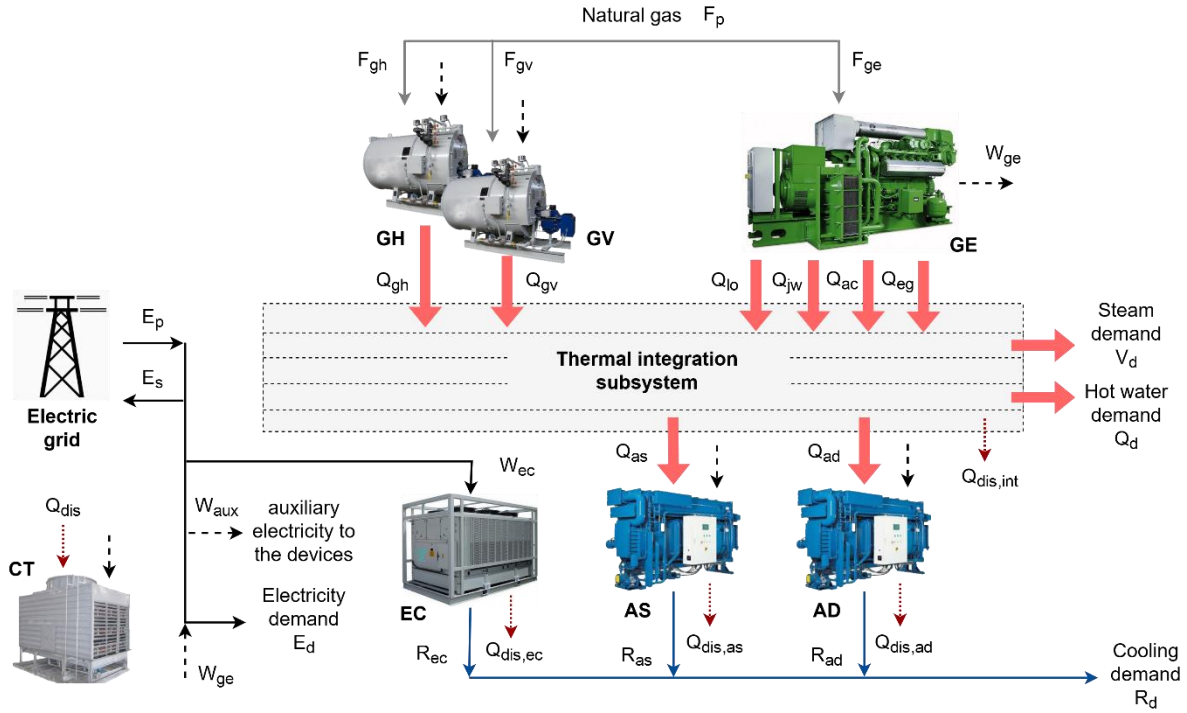 Natural gas F_p
F_gh
F_gv
F_ge
W_ge
GH
GV
GE
Q_gh
Q_gv
Q_lo
Q_jw
Q_ac
Q_eg
Steam
demand
V_d
Thermal integration
subsystem
Hot water
demand
Q_d
E_p
E_s
Electric
grid
W_ec
Q_as
Q_ad
Q_dis,int
Q_dis
W_aux
auxiliary
electricity to
the devices
CT
Electricity
demand
E_d
W_ge
EC
AS
AD
R_ec
Q_dis,ec
R_as
Q_dis,as
R_ad
Q_dis,ad
Cooling
demand
R_d